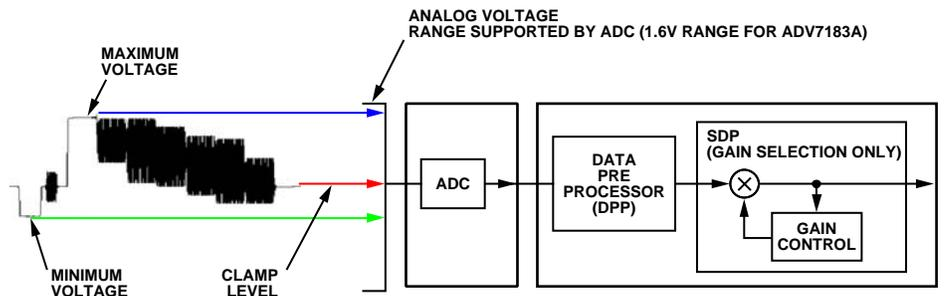 ANALOG VOLTAGE
RANGE SUPPORTED BY ADC (1.6V RANGE FOR ADV7183A)
MAXIMUM
VOLTAGE
SDP
(GAIN SELECTION ONLY)
DATA
PRE
PROCESSOR
(DPP)
ADC
GAIN
CONTROL
MINIMUM
VOLTAGE
CLAMP
LEVEL